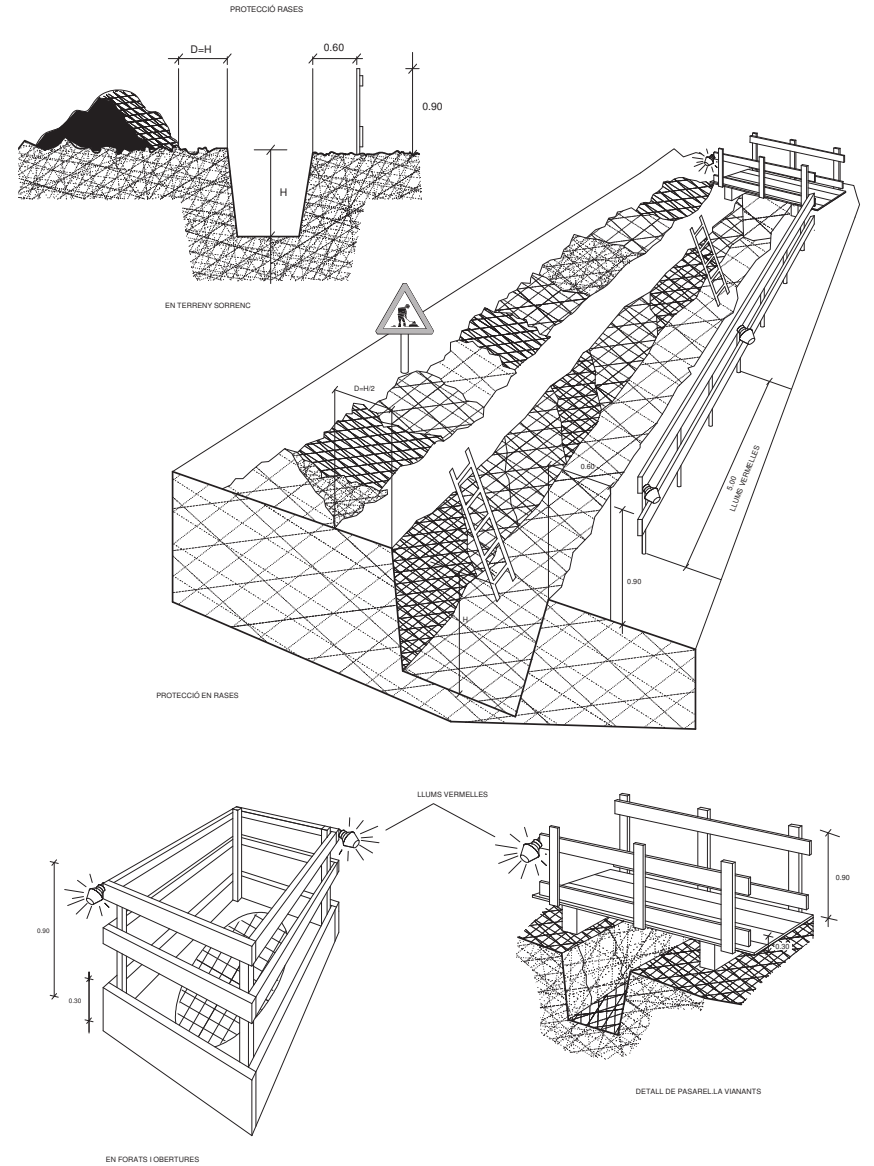 PROTECCIÓ RASES
D=H
0.60
0.90
H
EN TERRENY SORRENC
D=H/2
0.60
5.00
LLUMS VERMELLES
0.90
H
PROTECCIÓ EN RASES
LLUMS VERMELLES
0.90
0.30
0.90
0.30
DETALL DE PASAREL.LA VIANANTS
EN FORATS I OBERTURES